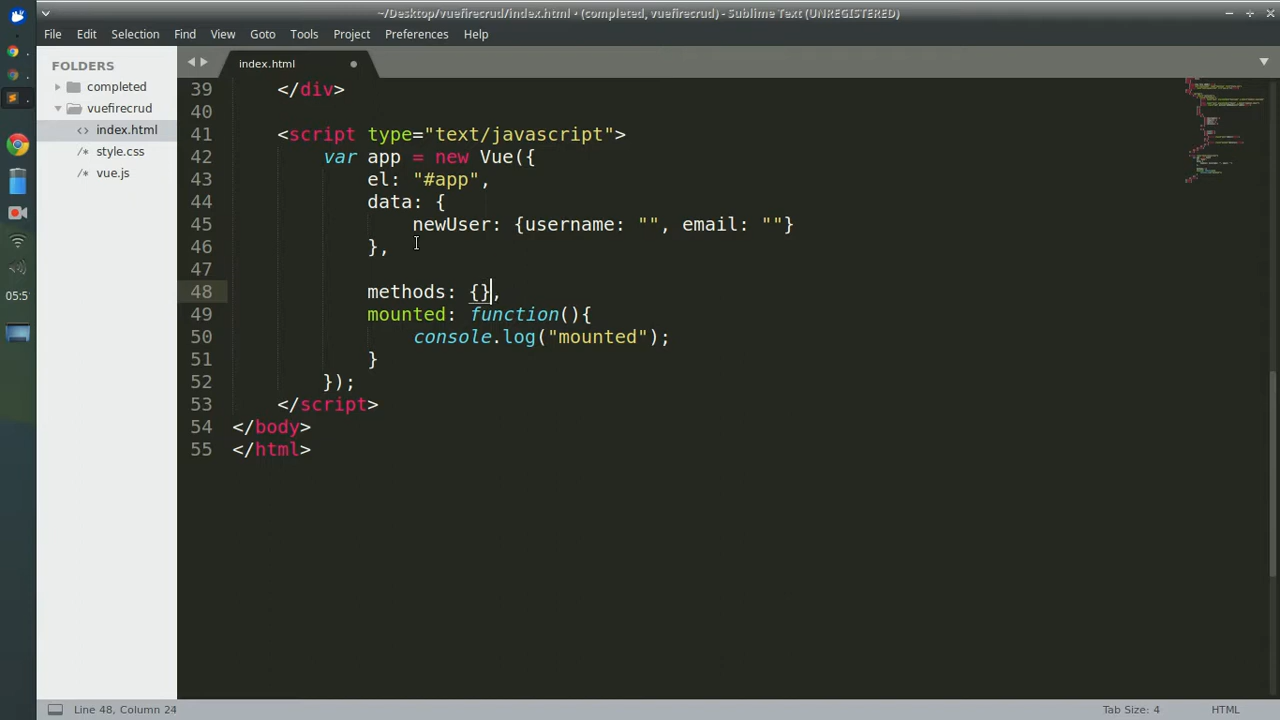 ~/Desktop/vuefirecrud/index.html • (completed, vuefirecrud) - Sublime Text (UNREGISTERED)
File Edit Selection Find View Goto Tools Project Preferences Help
FOLDERS
completed
vuefirecrud
<> index.html
/* style.css
/* vue.js
05:5
index.html
39 </div>
40
41 <script type="text/javascript">
42 var app = new Vue({
43 el: "#app",
44 data: {
45 newUser: {username: "", email: ""}
46 },
47
48 methods: {},
49 mounted: function(){
50 console.log("mounted");
51 }
52 });
53 </script>
54 </body>
55 </html>
Line 48, Column 24
Tab Size: 4
HTML